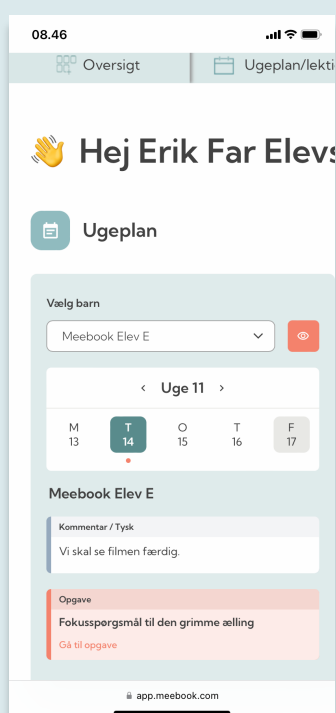 08.46
Oversigt
Ugeplan/lekti
Hej Erik Far Elevs
Ugeplan
Vælg barn
Meebook Elev E
Uge 11
M T O T F
13 14 15 16 17
Meebook Elev E
Kommentar / Tysk
Vi skal se filmen færdig.
Opgave
Fokusspørgsmål til den grimme ælling
Gå til opgave
app.meebook.com